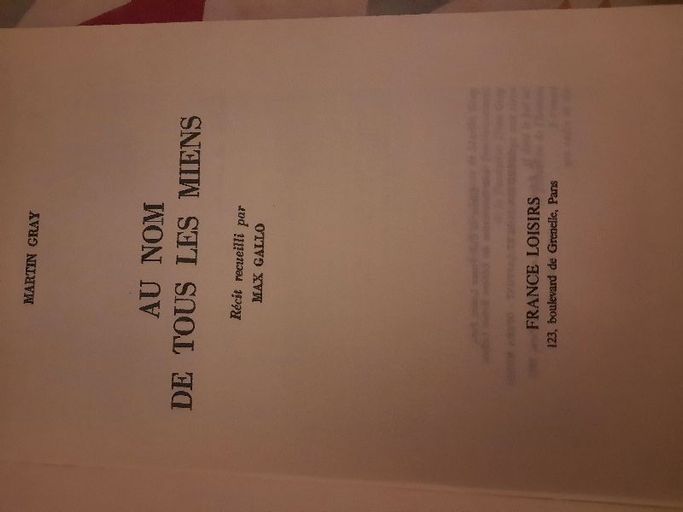 MARTIN GRAY
AU NOM
DE TOUS LES MIENS
Récit recueilli par
MAX GALLO
FRANCE LOISIRS
123, boulevard de Grenelle, Paris